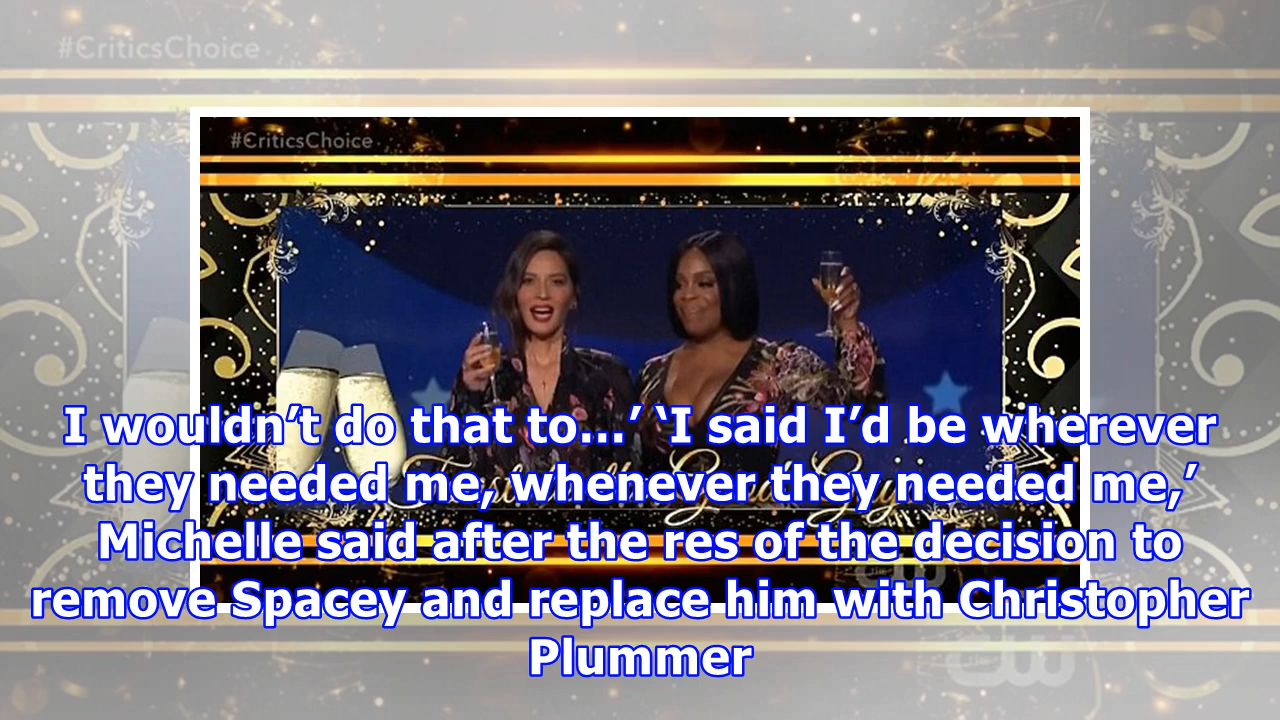 #CriticsChoice
#CriticsChoice
I wouldn’t do that to...’ ‘I said I’d be wherever
they needed me, whenever they needed me,’
Michelle said after the res of the decision to
remove Spacey and replace him with Christopher
Plummer
CW